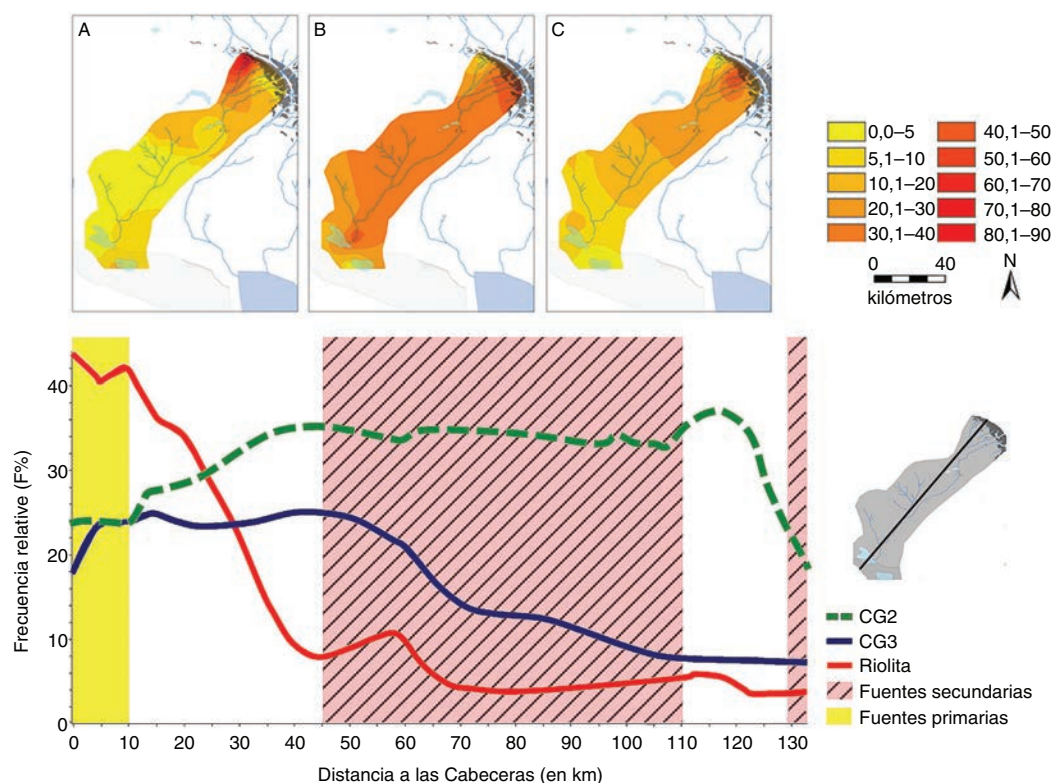 A
B
C
0,0–5
5,1–10
10,1–20
20,1–30
30,1–40
40,1–50
50,1–60
60,1–70
70,1–80
80,1–90
0 40
kilómetros
N
Frecuencia relative (F%)
40
30
20
10
0
0 10 20 30 40 50 60 70 80 90 100 110 120 130
Distancia a las Cabeceras (en km)
CG2
CG3
Riolita
Fuentes secundarias
Fuentes primarias